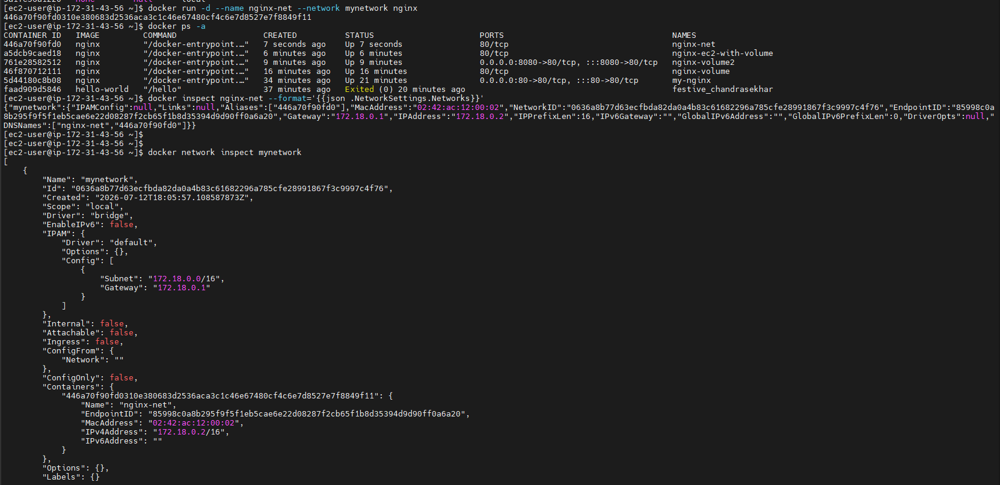 [ec2-user@ip-172-31-43-56 ~]$ docker run -d --name nginx-net --network mynetwork nginx
446a70f90fd0310e380683d2536aca3c1c46e67480cf4c6e7d8527e7f8849f11
[ec2-user@ip-172-31-43-56 ~]$ docker ps -a
CONTAINER ID   IMAGE         COMMAND                  CREATED          STATUS                      PORTS                                   NAMES
446a70f90fd0   nginx         "/docker-entrypoint.…"   7 seconds ago    Up 7 seconds                80/tcp                                  nginx-net
a5dcb9caed18   nginx         "/docker-entrypoint.…"   6 minutes ago    Up 6 minutes                80/tcp                                  nginx-ec2-with-volume
761e28582512   nginx         "/docker-entrypoint.…"   9 minutes ago    Up 9 minutes                0.0.0.0:8080->80/tcp, :::8080->80/tcp   nginx-volume2
46f870712111   nginx         "/docker-entrypoint.…"   16 minutes ago   Up 16 minutes               80/tcp                                  nginx-volume
5d44180c8b08   nginx         "/docker-entrypoint.…"   34 minutes ago   Up 21 minutes               0.0.0.0:80->80/tcp, :::80->80/tcp       my-nginx
faad909d5846   hello-world   "/hello"                 37 minutes ago   Exited (0) 20 minutes ago                                           festive_chandrasekhar
[ec2-user@ip-172-31-43-56 ~]$ docker inspect nginx-net --format='{{json .NetworkSettings.Networks}}'
{"mynetwork":{"IPAMConfig":null,"Links":null,"Aliases":["446a70f90fd0"],"MacAddress":"02:42:ac:12:00:02","NetworkID":"0636a8b77d63ecfbda82da0a4b83c61682296a785cfe28991867f3c9997c4f76","EndpointID":"85998c0a
8b295f9f5f1eb5cae6e22d08287f2cb65f1b8d35394d9d90ff0a6a20","Gateway":"172.18.0.1","IPAddress":"172.18.0.2","IPPrefixLen":16,"IPv6Gateway":"","GlobalIPv6Address":"","GlobalIPv6PrefixLen":0,"DriverOpts":null,"
DNSNames":["nginx-net","446a70f90fd0"]}}
[ec2-user@ip-172-31-43-56 ~]$
[ec2-user@ip-172-31-43-56 ~]$
[ec2-user@ip-172-31-43-56 ~]$ docker network inspect mynetwork
[
    {
        "Name": "mynetwork",
        "Id": "0636a8b77d63ecfbda82da0a4b83c61682296a785cfe28991867f3c9997c4f76",
        "Created": "2026-07-12T18:05:57.108587873Z",
        "Scope": "local",
        "Driver": "bridge",
        "EnableIPv6": false,
        "IPAM": {
            "Driver": "default",
            "Options": {},
            "Config": [
                {
                    "Subnet": "172.18.0.0/16",
                    "Gateway": "172.18.0.1"
                }
            ]
        },
        "Internal": false,
        "Attachable": false,
        "Ingress": false,
        "ConfigFrom": {
            "Network": ""
        },
        "ConfigOnly": false,
        "Containers": {
            "446a70f90fd0310e380683d2536aca3c1c46e67480cf4c6e7d8527e7f8849f11": {
                "Name": "nginx-net",
                "EndpointID": "85998c0a8b295f9f5f1eb5cae6e22d08287f2cb65f1b8d35394d9d90ff0a6a20",
                "MacAddress": "02:42:ac:12:00:02",
                "IPv4Address": "172.18.0.2/16",
                "IPv6Address": ""
            }
        },
        "Options": {},
        "Labels": {}